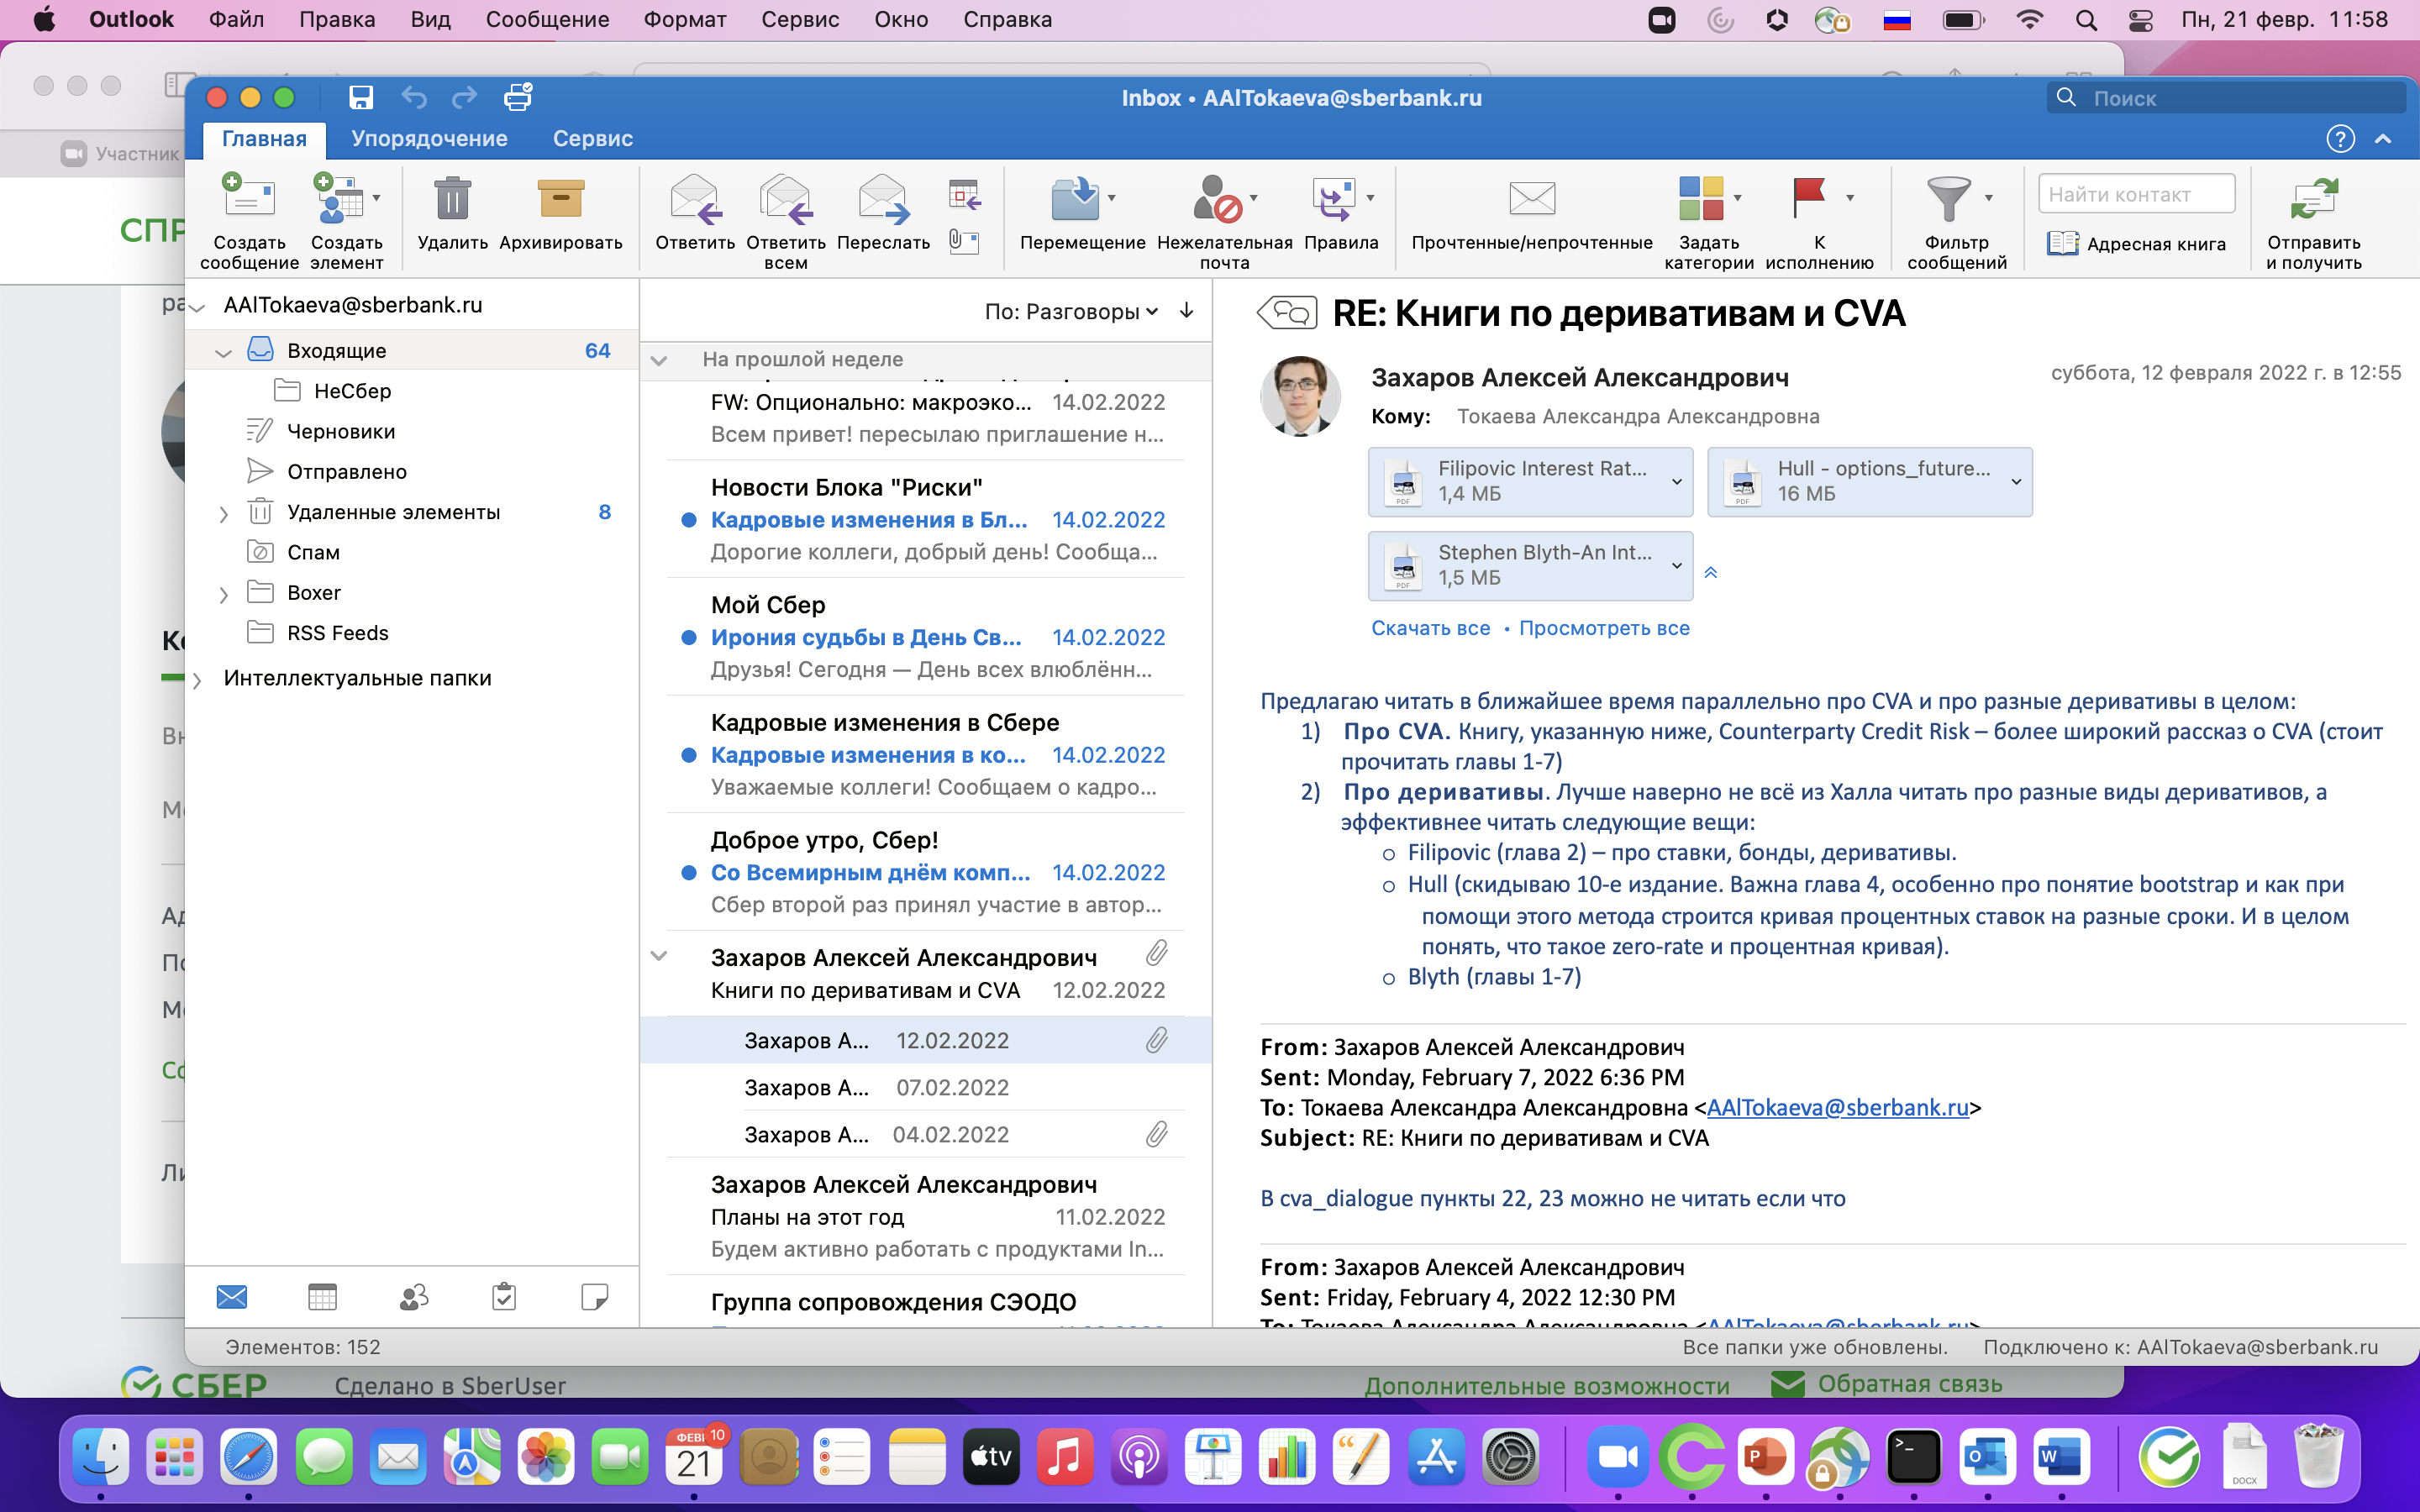 Outlook Файл Правка Вид Сообщение Формат Сервис Окно Справка Пн, 21 февр. 11:58
Inbox • AAlTokaeva@sberbank.ru
Поиск
Участник
Главная Упорядочение Сервис
Создать сообщение
Создать элемент
Удалить
Архивировать
Ответить
Ответить всем
Переслать
Перемещение
Нежелательная почта
Правила
Прочтенные/непрочтенные
Задать категории
К исполнению
Фильтр сообщений
Найти контакт
Адресная книга
Отправить и получить
AAlTokaeva@sberbank.ru
Входящие 64
НеСбер
Черновики
Отправлено
Удаленные элементы 8
Спам
Boxer
RSS Feeds
Интеллектуальные папки
По: Разговоры
На прошлой неделе
FW: Опционально: макроэко... 14.02.2022
Всем привет! пересылаю приглашение н...
Новости Блока "Риски"
Кадровые изменения в Бл... 14.02.2022
Дорогие коллеги, добрый день! Сообща...
Мой Сбер
Ирония судьбы в День Св... 14.02.2022
Друзья! Сегодня — День всех влюблённ...
Кадровые изменения в Сбере
Кадровые изменения в ко... 14.02.2022
Уважаемые коллеги! Сообщаем о кадро...
Доброе утро, Сбер!
Со Всемирным днём комп... 14.02.2022
Сбер второй раз принял участие в автор...
Захаров Алексей Александрович
Книги по деривативам и CVA 12.02.2022
Захаров А... 12.02.2022
Захаров А... 07.02.2022
Захаров А... 04.02.2022
Захаров Алексей Александрович
Планы на этот год 11.02.2022
Будем активно работать с продуктами In...
Группа сопровождения СЭОДО
RE: Книги по деривативам и CVA
Захаров Алексей Александрович
суббота, 12 февраля 2022 г. в 12:55
Кому: Токаева Александра Александровна
Filipovic Interest Rat...
1,4 МБ
Hull - options_future...
16 МБ
Stephen Blyth-An Int...
1,5 МБ
Скачать все • Просмотреть все
Предлагаю читать в ближайшее время параллельно про CVA и про разные деривативы в целом:
1) Про CVA. Книгу, указанную ниже, Counterparty Credit Risk – более широкий рассказ о CVA (стоит
прочитать главы 1-7)
2) Про деривативы. Лучше наверно не всё из Халла читать про разные виды деривативов, а
эффективнее читать следующие вещи:
o Filipovic (глава 2) – про ставки, бонды, деривативы.
o Hull (скидываю 10-е издание. Важна глава 4, особенно про понятие bootstrap и как при
помощи этого метода строится кривая процентных ставок на разные сроки. И в целом
понять, что такое zero-rate и процентная кривая).
o Blyth (главы 1-7)
From: Захаров Алексей Александрович
Sent: Monday, February 7, 2022 6:36 PM
To: Токаева Александра Александровна <AAlTokaeva@sberbank.ru>
Subject: RE: Книги по деривативам и CVA
В cva_dialogue пункты 22, 23 можно не читать если что
From: Захаров Алексей Александрович
Sent: Friday, February 4, 2022 12:30 PM
To: Токаева Александра Александровна <AAlTokaeva@sberbank.ru>
Элементов: 152
Все папки уже обновлены. Подключено к: AAlTokaeva@sberbank.ru
СБЕР Сделано в SberUser
Дополнительные возможности Обратная связь
ФЕВР 10
21
tv
DOCX